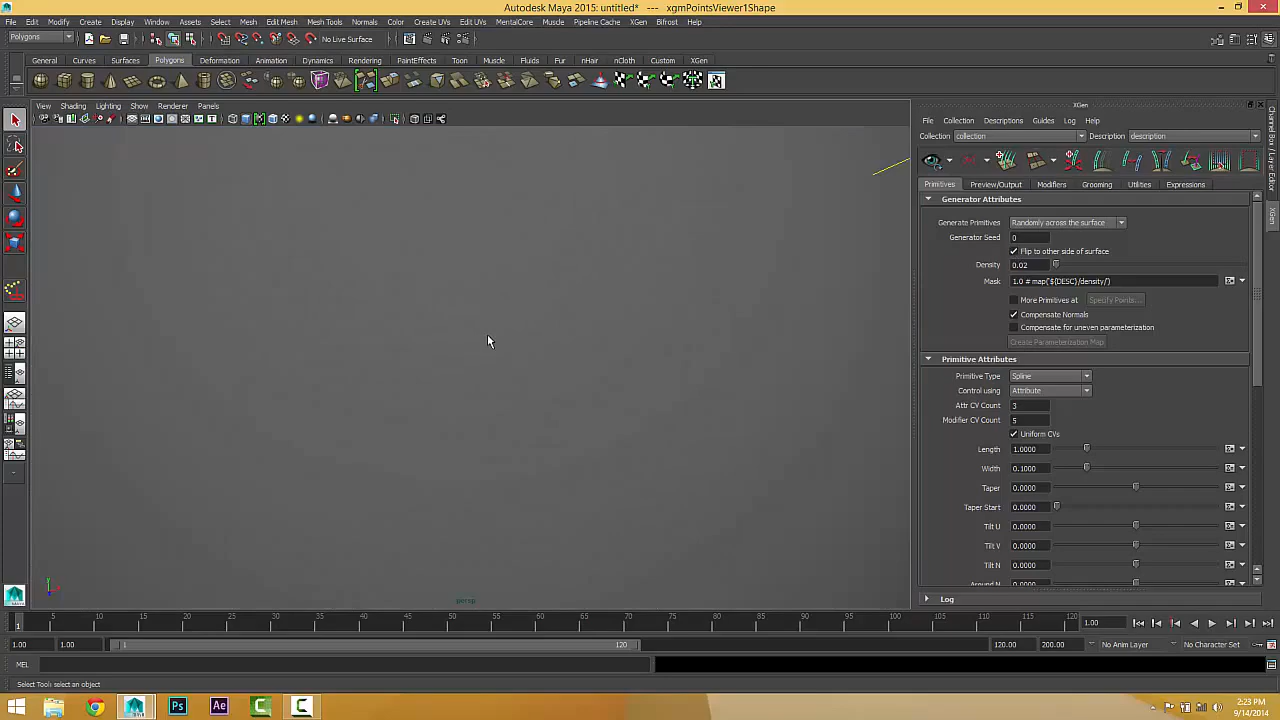 Autodesk Maya 2015: untitled*   ---   xgmPointsViewer1Shape
File Edit Modify Create Display Window Assets Select Mesh Edit Mesh Mesh Tools Normals Color Create UVs Edit UVs MentalCore Muscle Pipeline Cache XGen Bifrost Help
Polygons No Live Surface
General Curves Surfaces Polygons Deformation Animation Dynamics Rendering PaintEffects Toon Muscle Fluids Fur nHair nCloth Custom XGen
View Shading Lighting Show Renderer Panels
XGen
File Collection Descriptions Guides Log Help
Collection collection Description description
Primitives Preview/Output Modifiers Grooming Utilities Expressions
Generator Attributes
Generate Primitives Randomly across the surface
Generator Seed 0
Flip to other side of surface
Density 0.02
Mask 1.0 # map('${DESC}/density/')
More Primitives at Specify Points...
Compensate Normals
Compensate for uneven parameterization
Create Parameterization Map
Primitive Attributes
Primitive Type Spline
Control using Attribute
Attr CV Count 3
Modifier CV Count 5
Uniform CVs
Length 1.0000
Width 0.1000
Taper 0.0000
Taper Start 0.0000
Tilt U 0.0000
Tilt V 0.0000
Tilt N 0.0000
Around N 0.0000
Log
Channel Box / Layer Editor
XGen
persp
1 5 10 15 20 25 30 35 40 45 50 55 60 65 70 75 80 85 90 95 100 105 110 115 120 1.00
1.00 1.00 1 120 120.00 200.00 No Anim Layer No Character Set
MEL
Select Tool: select an object
2:23 PM
9/14/2014